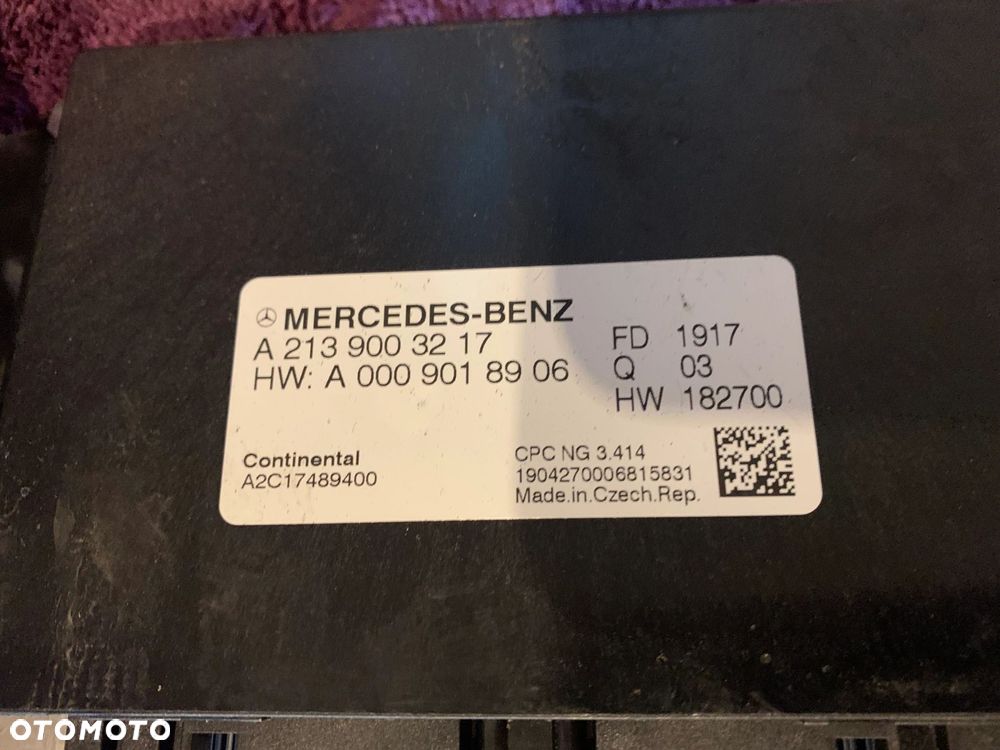 MERCEDES-BENZ
A 213 900 32 17
HW: A 000 901 89 06
FD 1917
Q 03
HW 182700
Continental
A2C17489400
CPC NG 3.414
1904270006815831
Made.in.Czech.Rep.
OTOMOTO